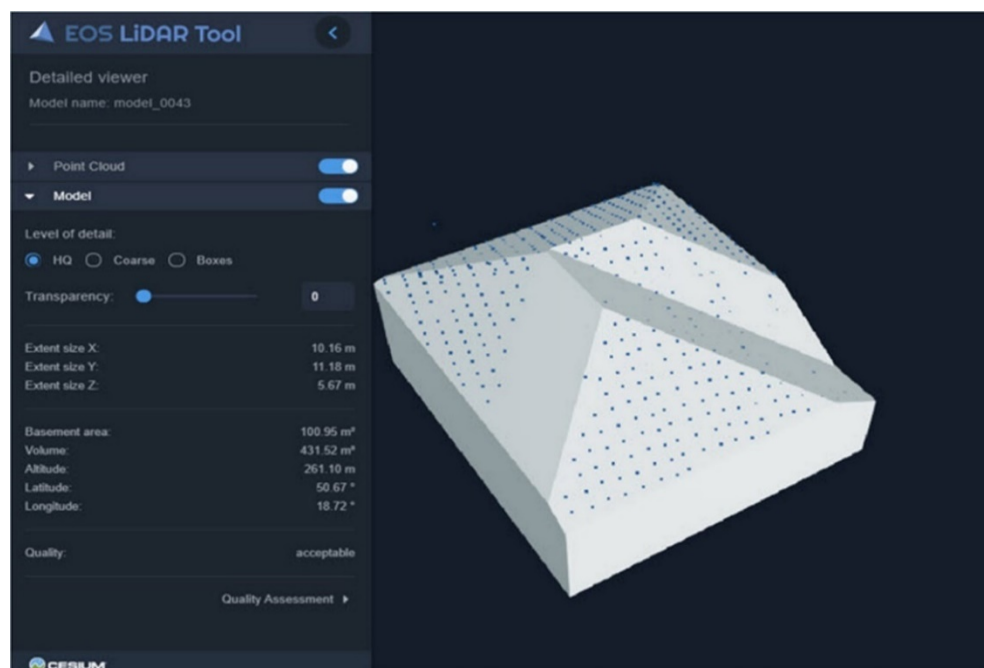 EOS LiDAR Tool
Detailed viewer
Model name: model_0043
Point Cloud
Model
Level of detail:
HQ Coarse Boxes
Transparency: 0
Extent size X: 10.16 m
Extent size Y: 11.18 m
Extent size Z: 5.67 m
Basement area: 100.95 m²
Volume: 431.52 m³
Altitude: 261.10 m
Latitude: 50.67 °
Longitude: 18.72 °
Quality: acceptable
Quality Assessment
CESIUM